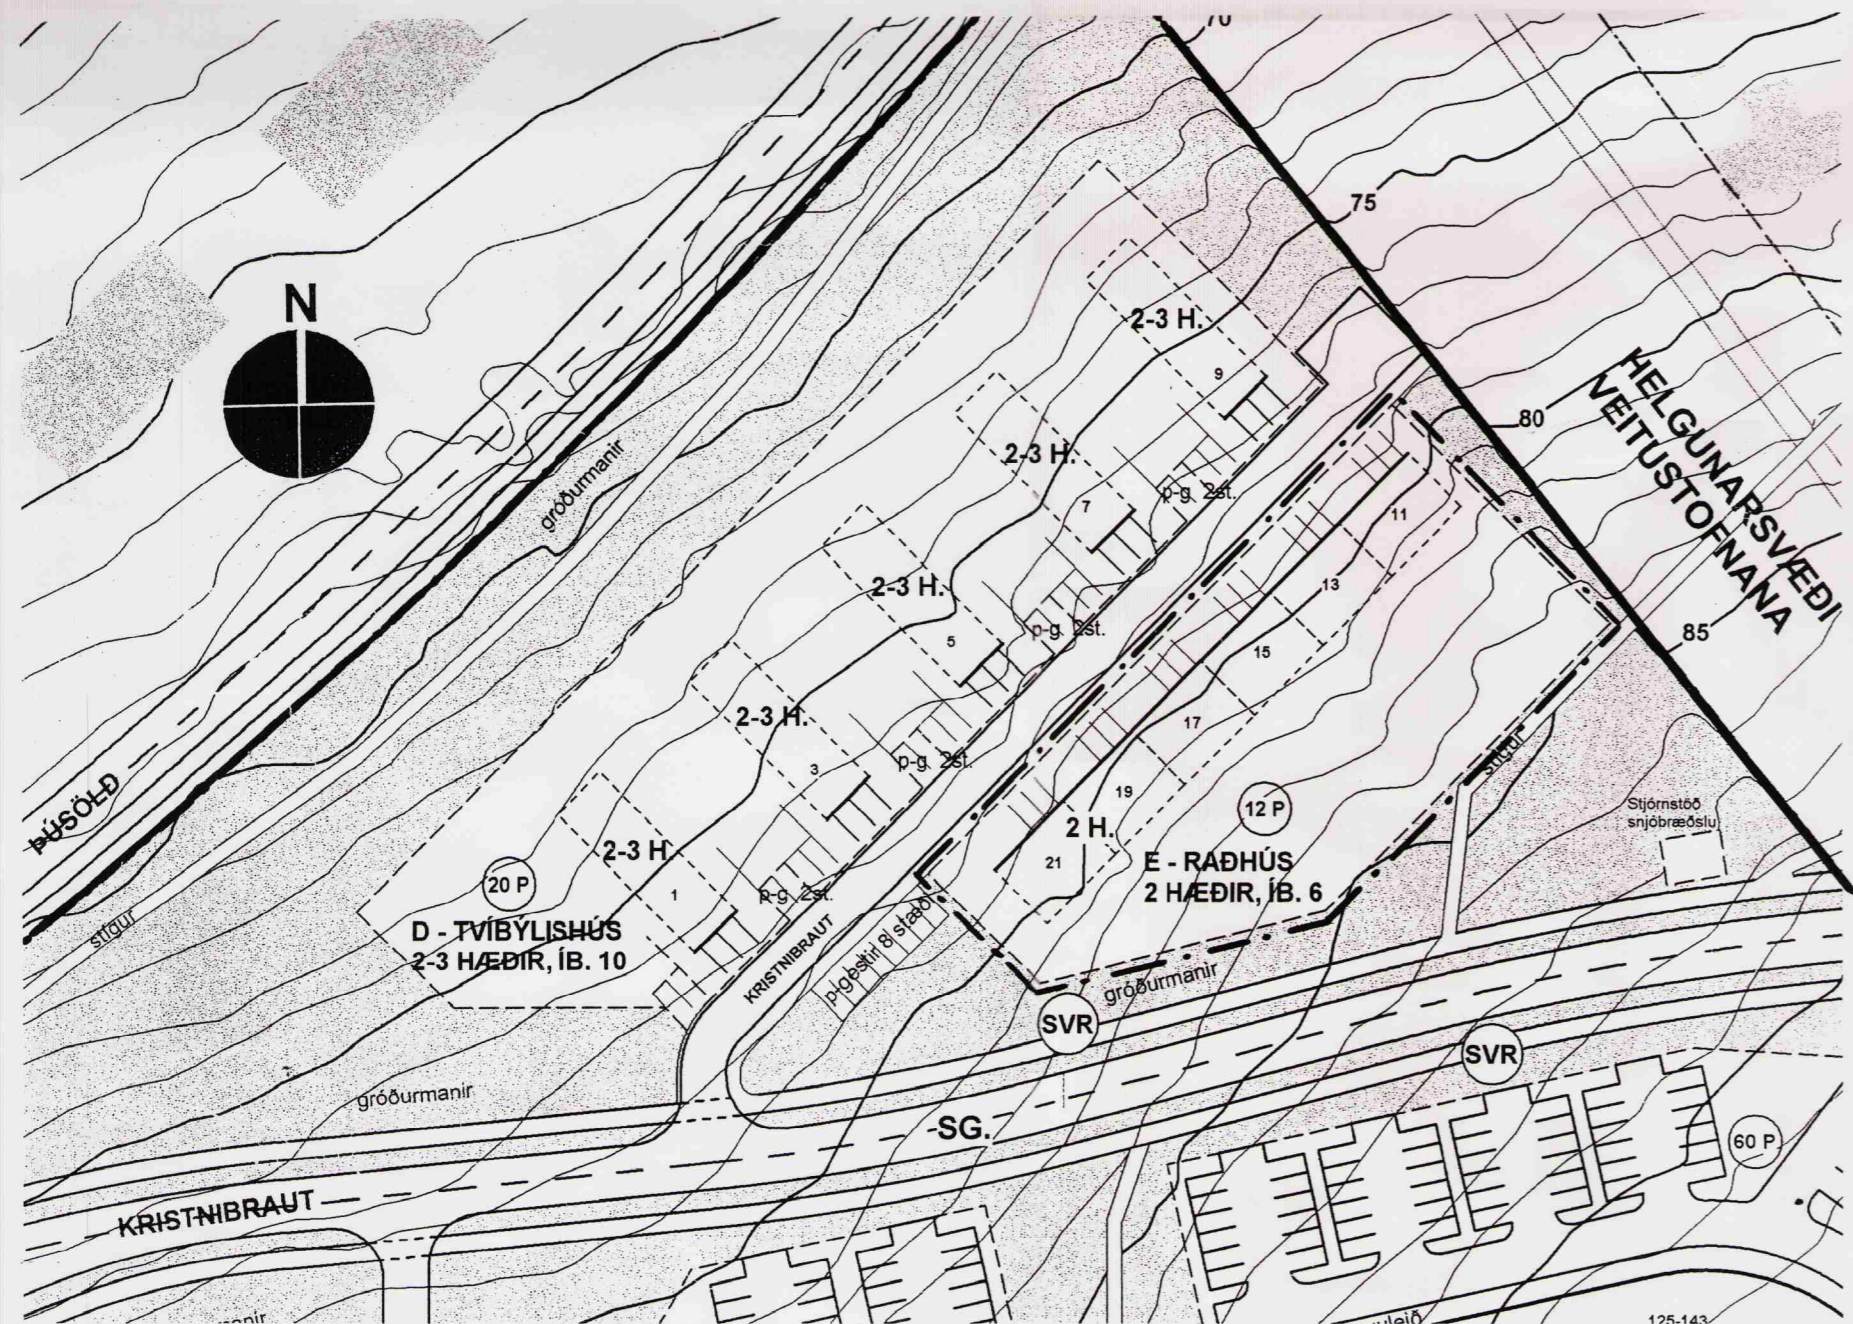 70
75
N
2-3 H.
9
HELGUNARSVÆÐI
VEITUSTOFNANA
80
2-3 H.
gróðurmanir
7
p-g 2st.
11
2-3 H.
13
5
p-g. 2st.
85
15
2-3 H.
17
stígur
3
p-g. 2st.
ÞÚSÖLD
19
12 P
Stjórnstöð
snjóbræðslu
2 H.
2-3 H.
21
E - RAÐHÚS
2 HÆÐIR, ÍB. 6
20 P
1
p-g. 2st.
stígur
D - TVÍBÝLISHÚS
2-3 HÆÐIR, ÍB. 10
KRISTNIBRAUT
p-gestir 8 stæði
gróðurmanir
SVR
SVR
gróðurmanir
SG.
60 P
KRISTNIBRAUT
125-143